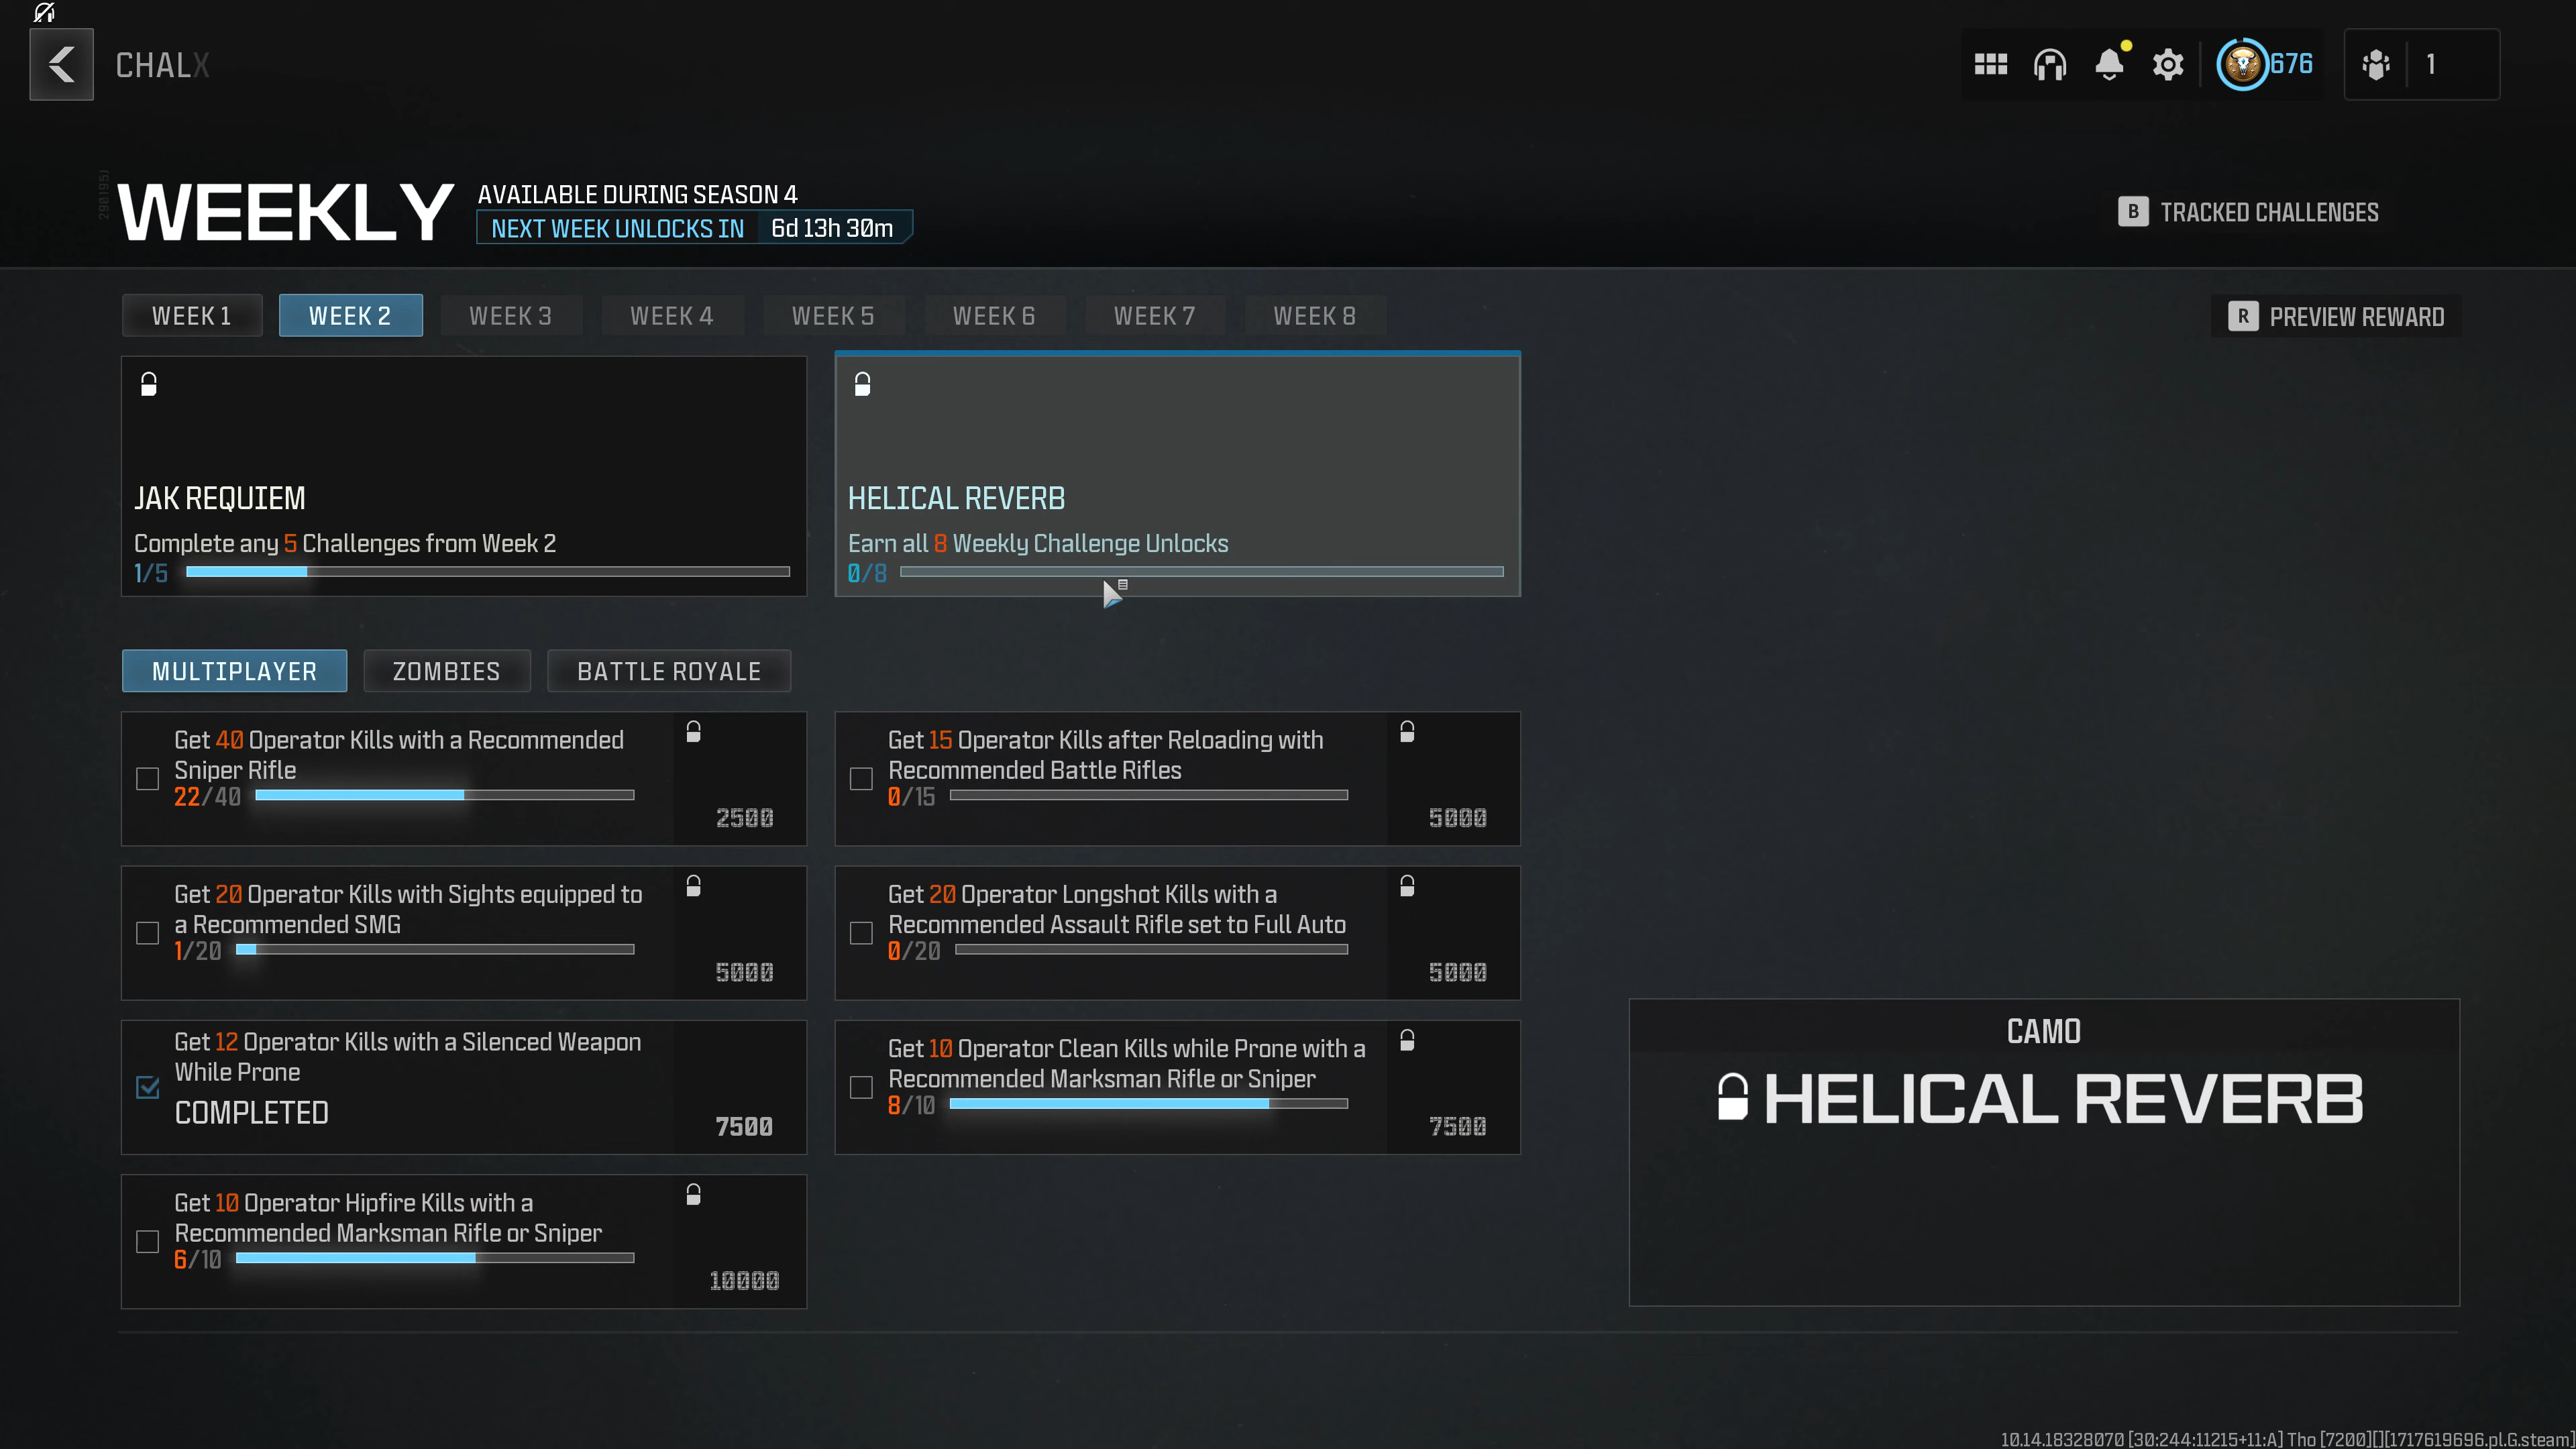 CHALX
676
1
WEEKLY
AVAILABLE DURING SEASON 4
NEXT WEEK UNLOCKS IN 6d 13h 30m
B TRACKED CHALLENGES
WEEK 1 WEEK 2 WEEK 3 WEEK 4 WEEK 5 WEEK 6 WEEK 7 WEEK 8
R PREVIEW REWARD
JAK REQUIEM
Complete any 5 Challenges from Week 2
1/5
HELICAL REVERB
Earn all 8 Weekly Challenge Unlocks
0/8
MULTIPLAYER ZOMBIES BATTLE ROYALE
Get 40 Operator Kills with a Recommended
Sniper Rifle
22/40
2500
Get 15 Operator Kills after Reloading with
Recommended Battle Rifles
0/15
5000
Get 20 Operator Kills with Sights equipped to
a Recommended SMG
1/20
5000
Get 20 Operator Longshot Kills with a
Recommended Assault Rifle set to Full Auto
0/20
5000
Get 12 Operator Kills with a Silenced Weapon
While Prone
COMPLETED
7500
Get 10 Operator Clean Kills while Prone with a
Recommended Marksman Rifle or Sniper
8/10
7500
Get 10 Operator Hipfire Kills with a
Recommended Marksman Rifle or Sniper
6/10
10000
CAMO
HELICAL REVERB
10.14.18328070 [30:244:11215+11:A] Tho [7200][][1717619696.pl.G.steam]